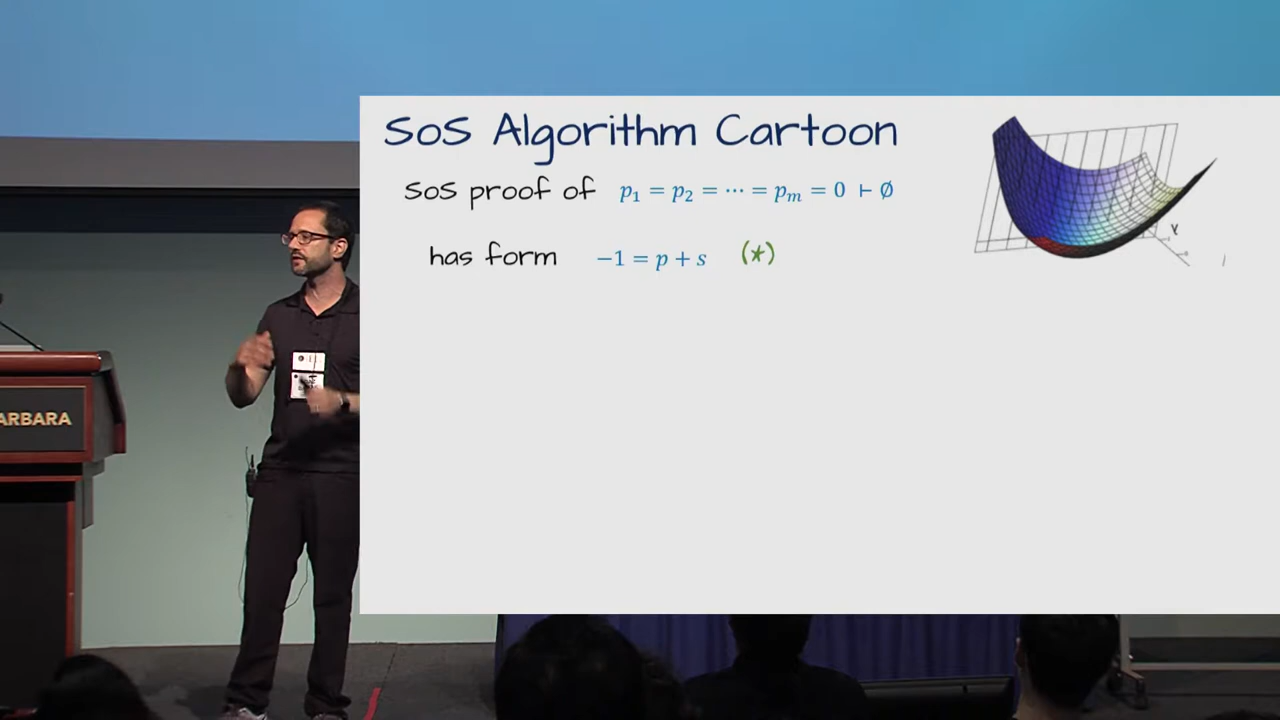 SoS Algorithm Cartoon
SoS proof of p₁ = p₂ = ⋯ = pₘ = 0 ⊢ ∅
has form −1 = p + s (⋆)
ARBARA